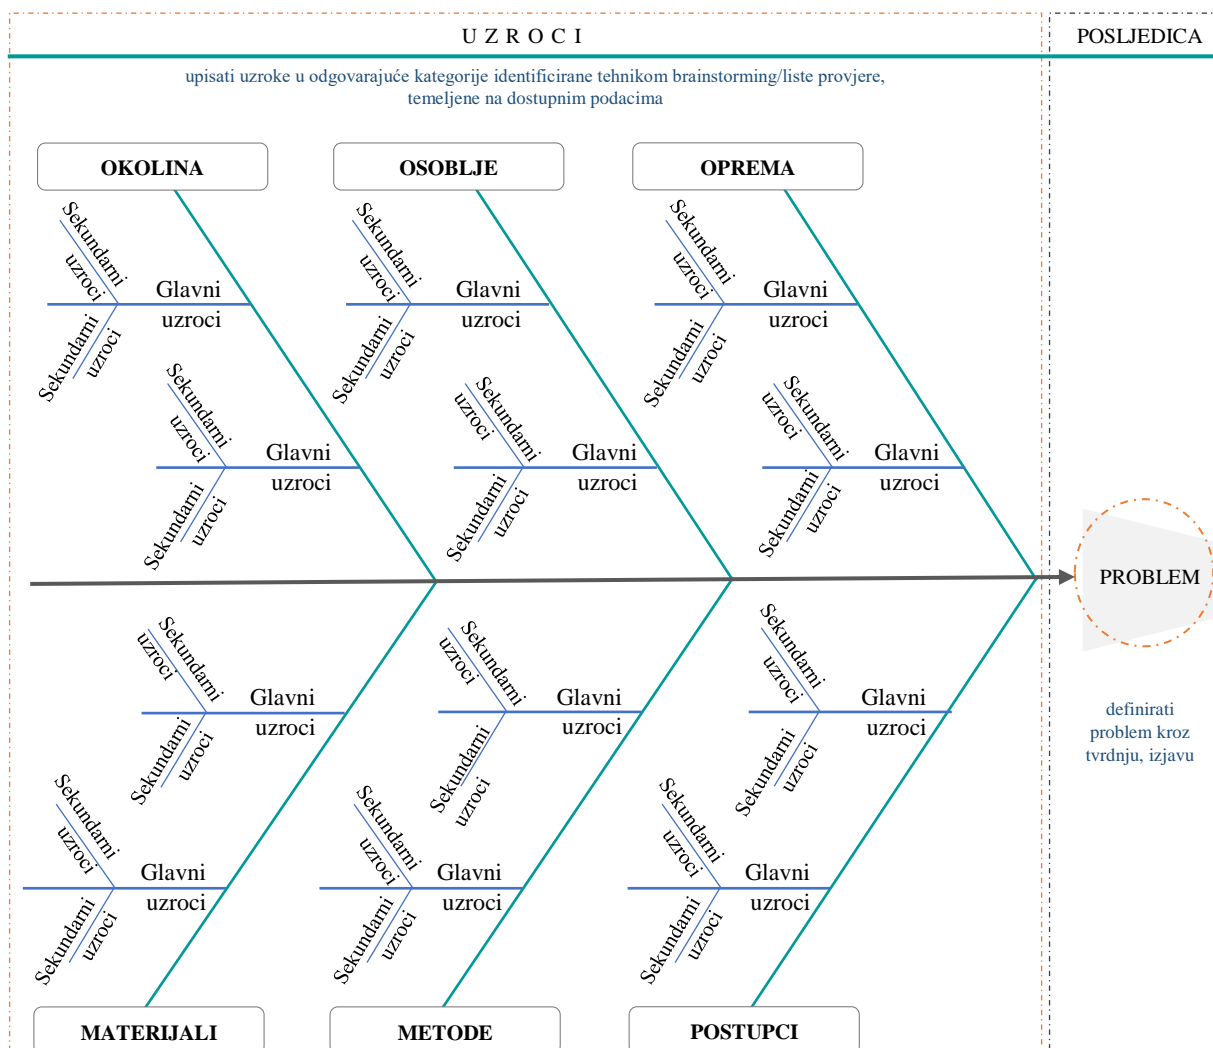 U Z R O C I
POSLJEDICA
upisati uzroke u odgovarajuće kategorije identificirane tehnikom brainstorming/liste provjere,
temeljene na dostupnim podacima
OKOLINA
OSOBLJE
OPREMA
Sekundarni
uzroci
Glavni
uzroci
Sekundarni
uzroci
Sekundarni
uzroci
Glavni
uzroci
Sekundarni
uzroci
Sekundarni
uzroci
Glavni
uzroci
Sekundarni
uzroci
Sekundarni
uzroci
Glavni
uzroci
Sekundarni
uzroci
Sekundarni
uzroci
Glavni
uzroci
Sekundarni
uzroci
Sekundarni
uzroci
Glavni
uzroci
Sekundarni
uzroci
PROBLEM
definirati
problem kroz
tvrdnju, izjavu
Sekundarni
uzroci
Glavni
uzroci
Sekundarni
uzroci
Sekundarni
uzroci
Glavni
uzroci
Sekundarni
uzroci
Sekundarni
uzroci
Glavni
uzroci
Sekundarni
uzroci
Sekundarni
uzroci
Glavni
uzroci
Sekundarni
uzroci
Sekundarni
uzroci
Glavni
uzroci
Sekundarni
uzroci
Sekundarni
uzroci
Glavni
uzroci
Sekundarni
uzroci
MATERIJALI
METODE
POSTUPCI